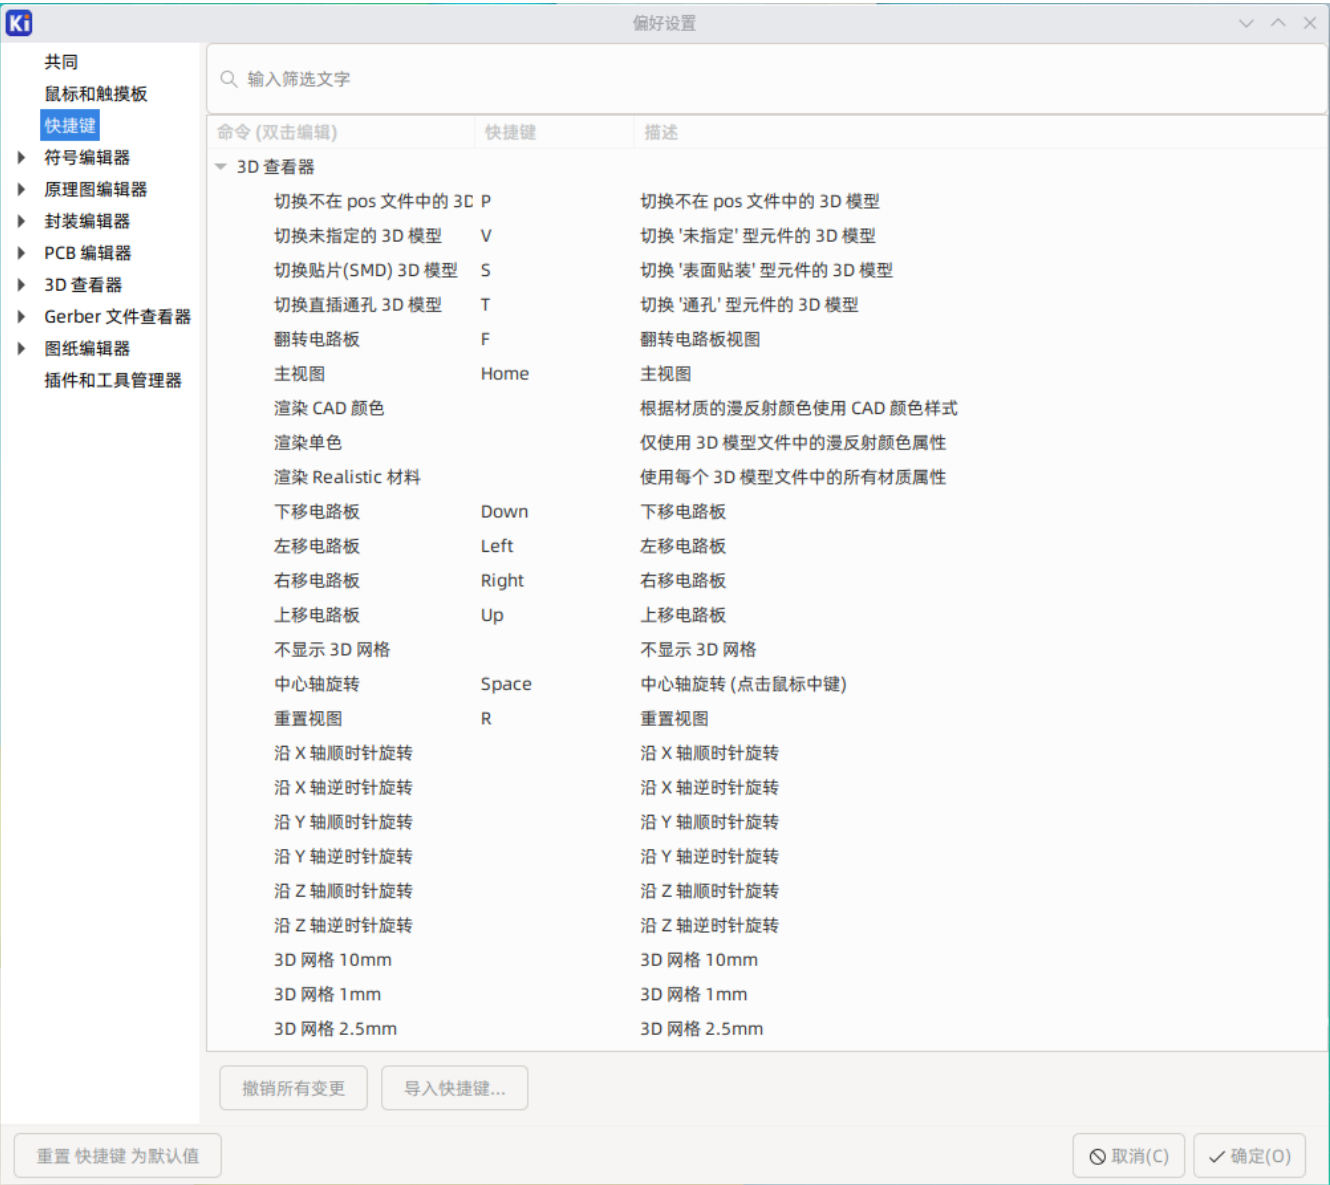 Ki
偏好设置
共同
鼠标和触摸板
快捷键
符号编辑器
原理图编辑器
封装编辑器
PCB 编辑器
3D 查看器
Gerber 文件查看器
图纸编辑器
插件和工具管理器
输入筛选文字
命令 (双击编辑) 快捷键 描述
3D 查看器
切换不在 pos 文件中的 3D P 切换不在 pos 文件中的 3D 模型
切换未指定的 3D 模型 V 切换 '未指定' 型元件的 3D 模型
切换贴片(SMD) 3D 模型 S 切换 '表面贴装' 型元件的 3D 模型
切换直插通孔 3D 模型 T 切换 '通孔' 型元件的 3D 模型
翻转电路板 F 翻转电路板视图
主视图 Home 主视图
渲染 CAD 颜色 根据材质的漫反射颜色使用 CAD 颜色样式
渲染单色 仅使用 3D 模型文件中的漫反射颜色属性
渲染 Realistic 材料 使用每个 3D 模型文件中的所有材质属性
下移电路板 Down 下移电路板
左移电路板 Left 左移电路板
右移电路板 Right 右移电路板
上移电路板 Up 上移电路板
不显示 3D 网格 不显示 3D 网格
中心轴旋转 Space 中心轴旋转 (点击鼠标中键)
重置视图 R 重置视图
沿 X 轴顺时针旋转 沿 X 轴顺时针旋转
沿 X 轴逆时针旋转 沿 X 轴逆时针旋转
沿 Y 轴顺时针旋转 沿 Y 轴顺时针旋转
沿 Y 轴逆时针旋转 沿 Y 轴逆时针旋转
沿 Z 轴顺时针旋转 沿 Z 轴顺时针旋转
沿 Z 轴逆时针旋转 沿 Z 轴逆时针旋转
3D 网格 10mm 3D 网格 10mm
3D 网格 1mm 3D 网格 1mm
3D 网格 2.5mm 3D 网格 2.5mm
撤销所有变更 导入快捷键...
重置 快捷键 为默认值 取消(C) 确定(O)